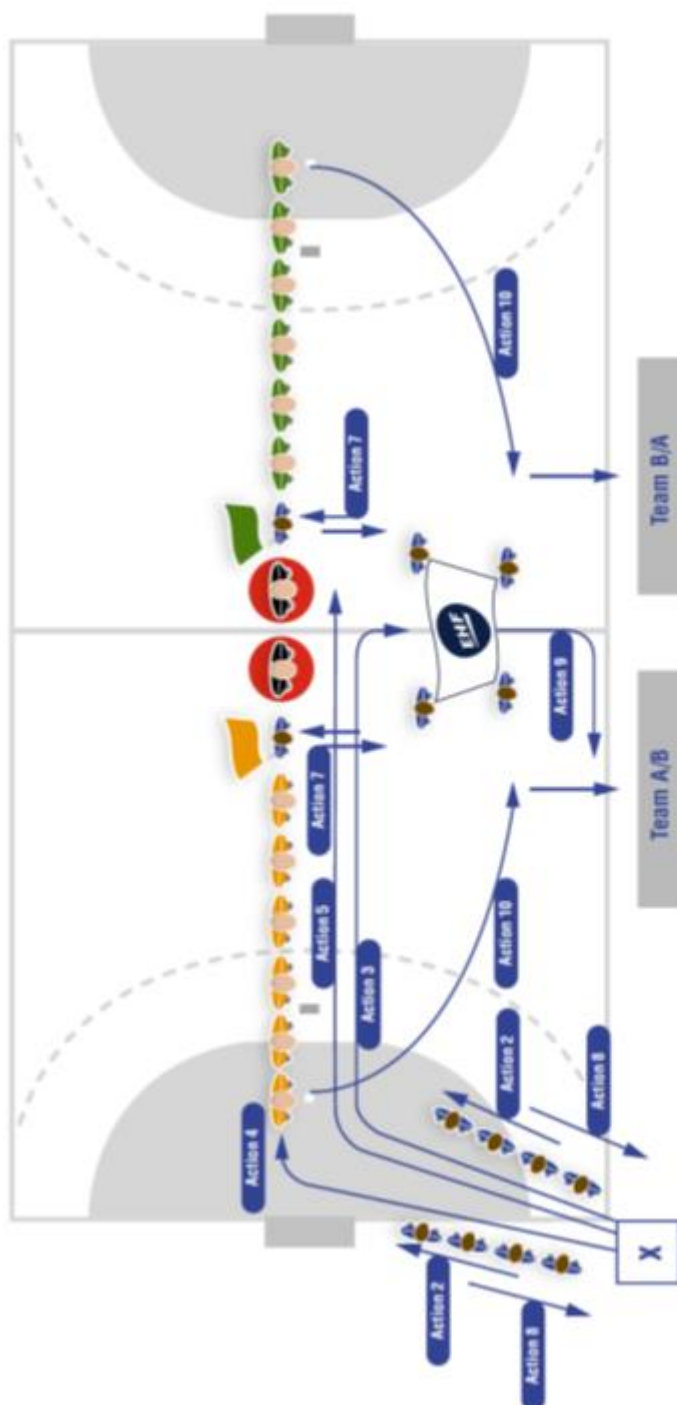 Action 4
Action 5
Action 7
Action 3
Action 7
Action 2
EHF
Action 2
Action 10
Action 10
Action 8
Action 9
Action 8
X
Team A/B
Team B/A